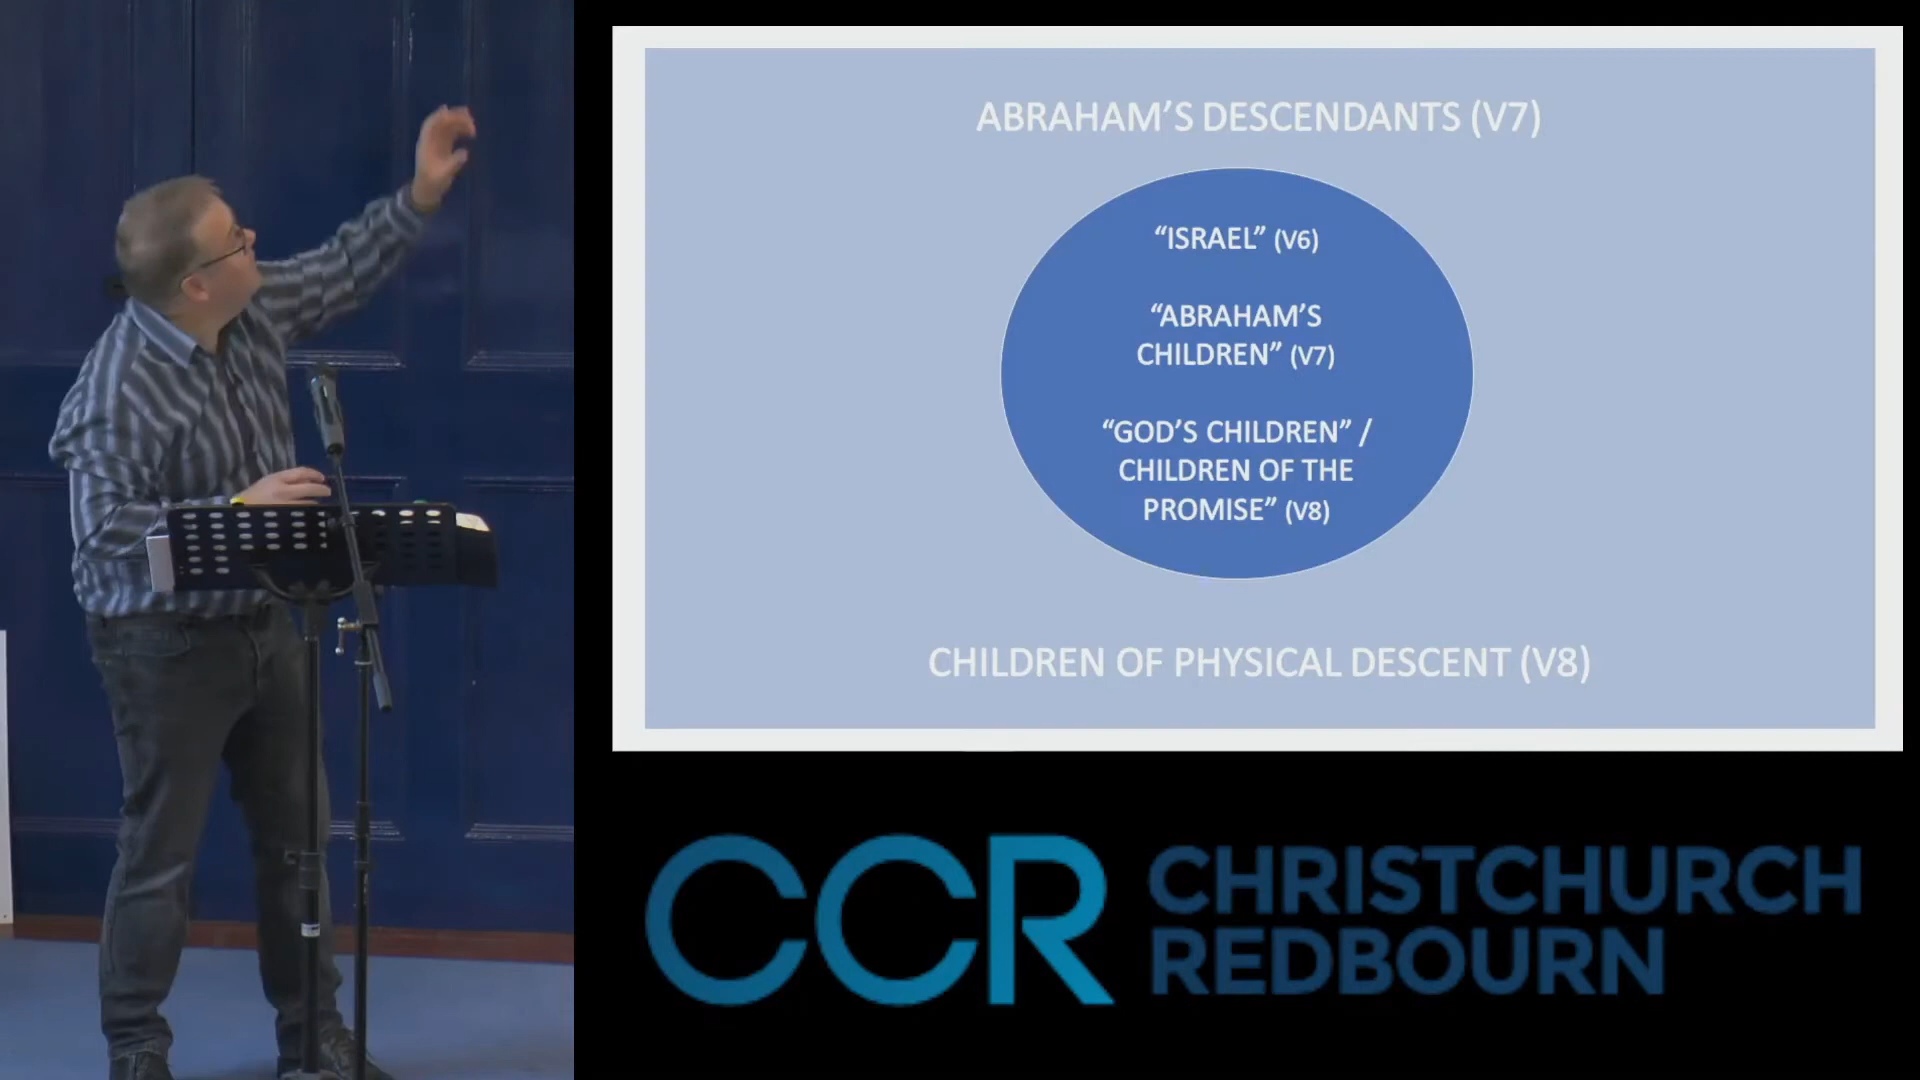 ABRAHAM’S DESCENDANTS (V7)
“ISRAEL” (V6)
“ABRAHAM’S
CHILDREN” (V7)
“GOD’S CHILDREN” /
CHILDREN OF THE
PROMISE” (V8)
CHILDREN OF PHYSICAL DESCENT (V8)
CCR CHRISTCHURCH
REDBOURN